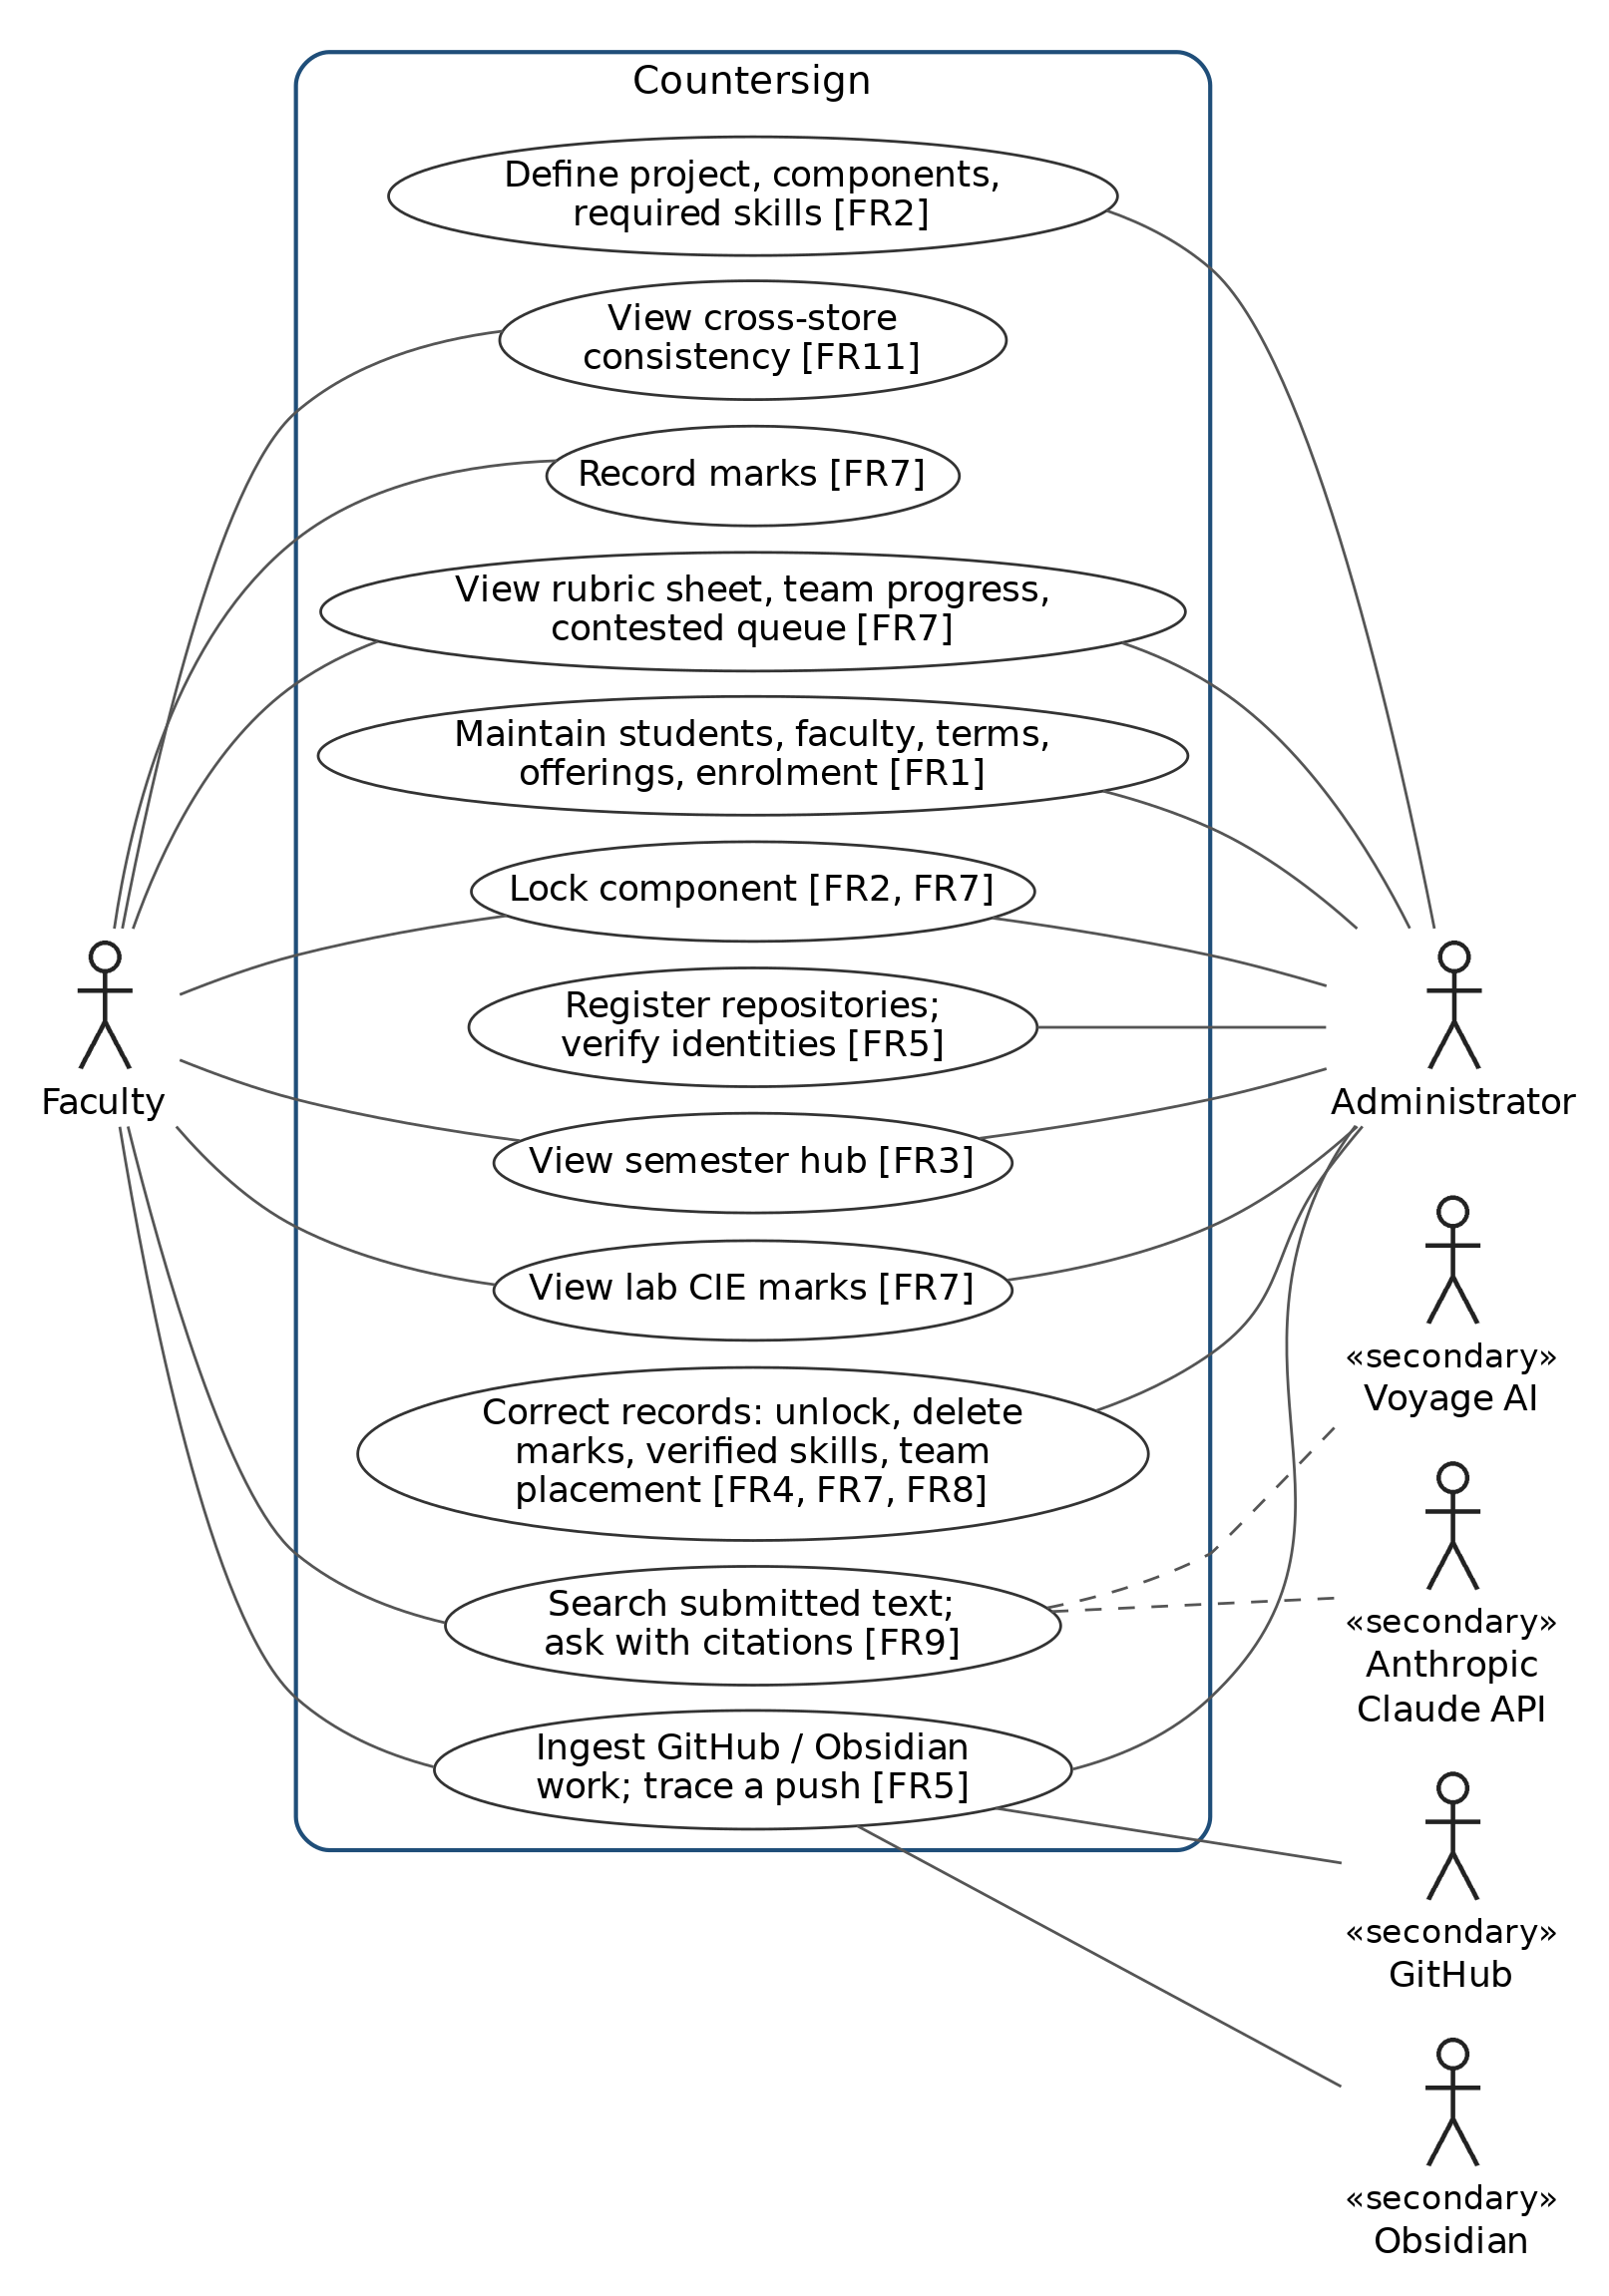 Countersign
Define project, components,
required skills [FR2]
View cross-store
consistency [FR11]
Record marks [FR7]
View rubric sheet, team progress,
contested queue [FR7]
Maintain students, faculty, terms,
offerings, enrolment [FR1]
Lock component [FR2, FR7]
Register repositories;
verify identities [FR5]
Faculty
Administrator
View semester hub [FR3]
View lab CIE marks [FR7]
«secondary»
Voyage AI
Correct records: unlock, delete
marks, verified skills, team
placement [FR4, FR7, FR8]
Search submitted text;
ask with citations [FR9]
«secondary»
Anthropic
Claude API
Ingest GitHub / Obsidian
work; trace a push [FR5]
«secondary»
GitHub
«secondary»
Obsidian